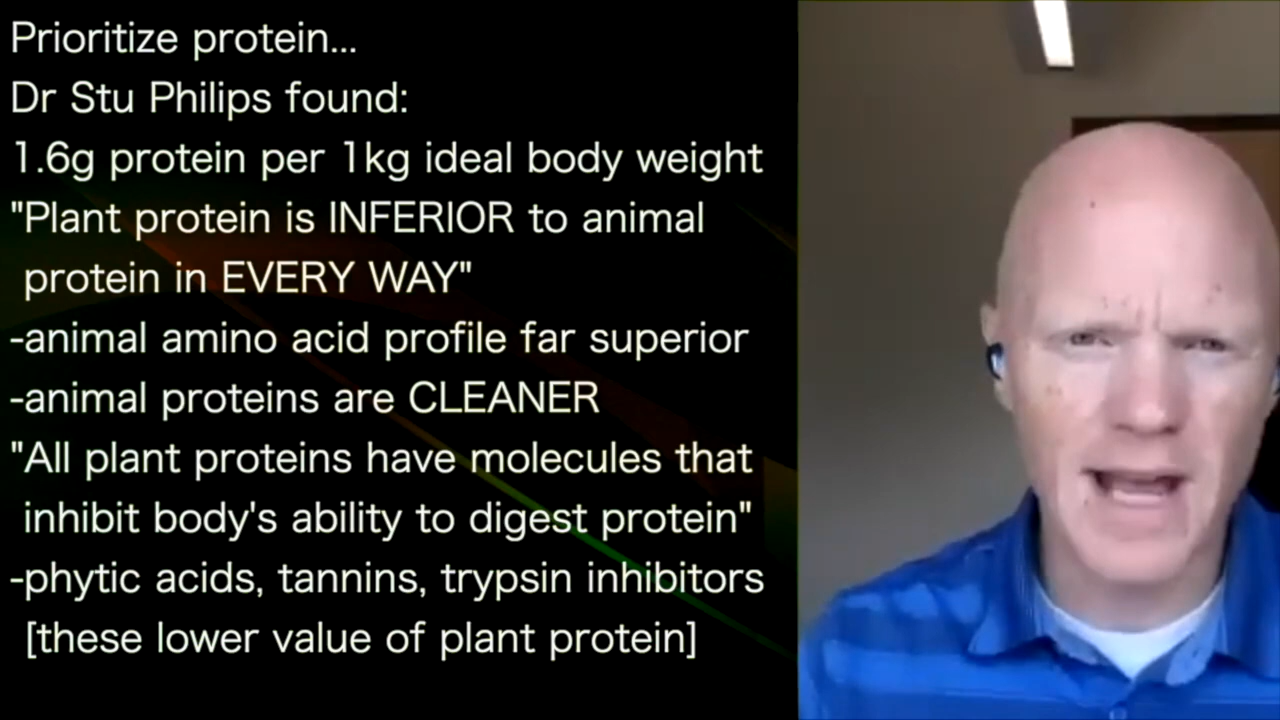 Prioritize protein...
Dr Stu Philips found:
1.6g protein per 1kg ideal body weight
"Plant protein is INFERIOR to animal
protein in EVERY WAY"
-animal amino acid profile far superior
-animal proteins are CLEANER
"All plant proteins have molecules that
inhibit body's ability to digest protein"
-phytic acids, tannins, trypsin inhibitors
[these lower value of plant protein]